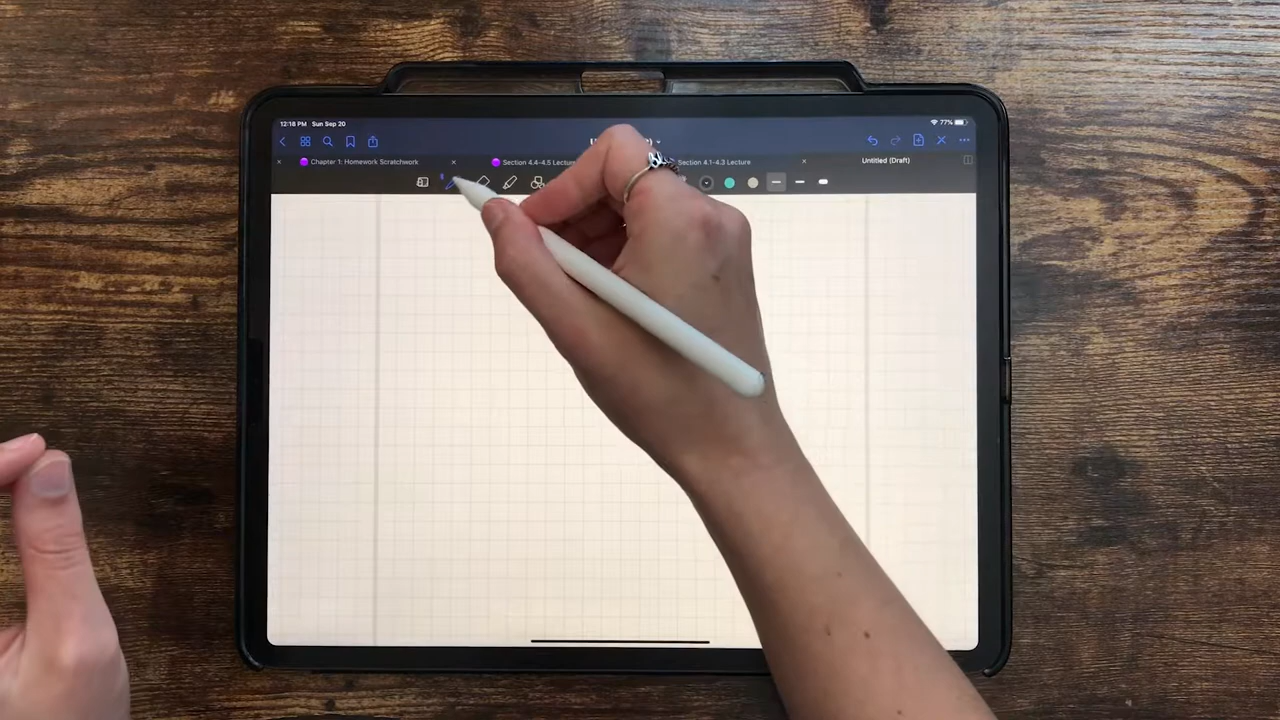 12:18 PM Sun Sep 20
77%
Chapter 1: Homework Scratchwork
Section 4.4-4.5 Lecture
Section 4.1-4.3 Lecture
Untitled (Draft)